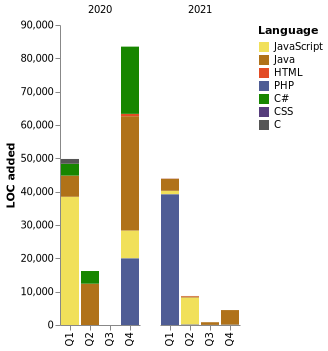 2020 2021
90,000
80,000
70,000
60,000
50,000
40,000
30,000
20,000
10,000
0
LOC added
Q1 Q2 Q3 Q4 Q1 Q2 Q3 Q4
Language
JavaScript
Java
HTML
PHP
C#
CSS
C